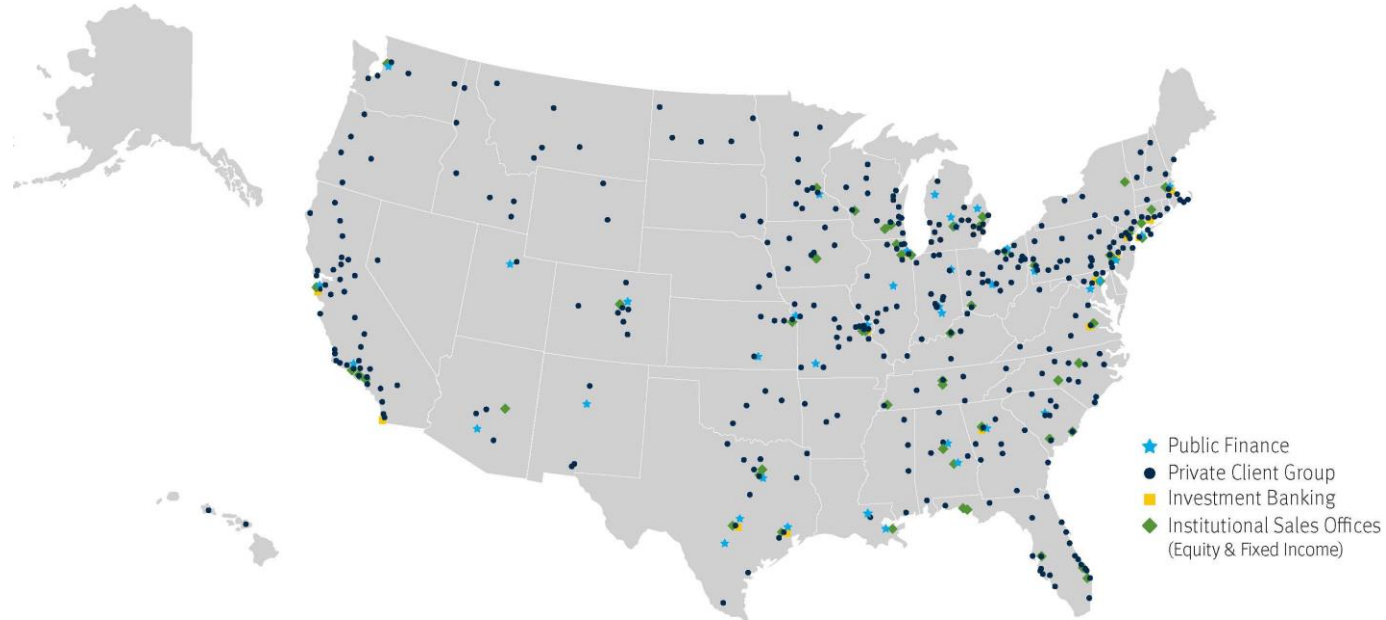 Public Finance
Private Client Group
Investment Banking
Institutional Sales Offices
(Equity & Fixed Income)